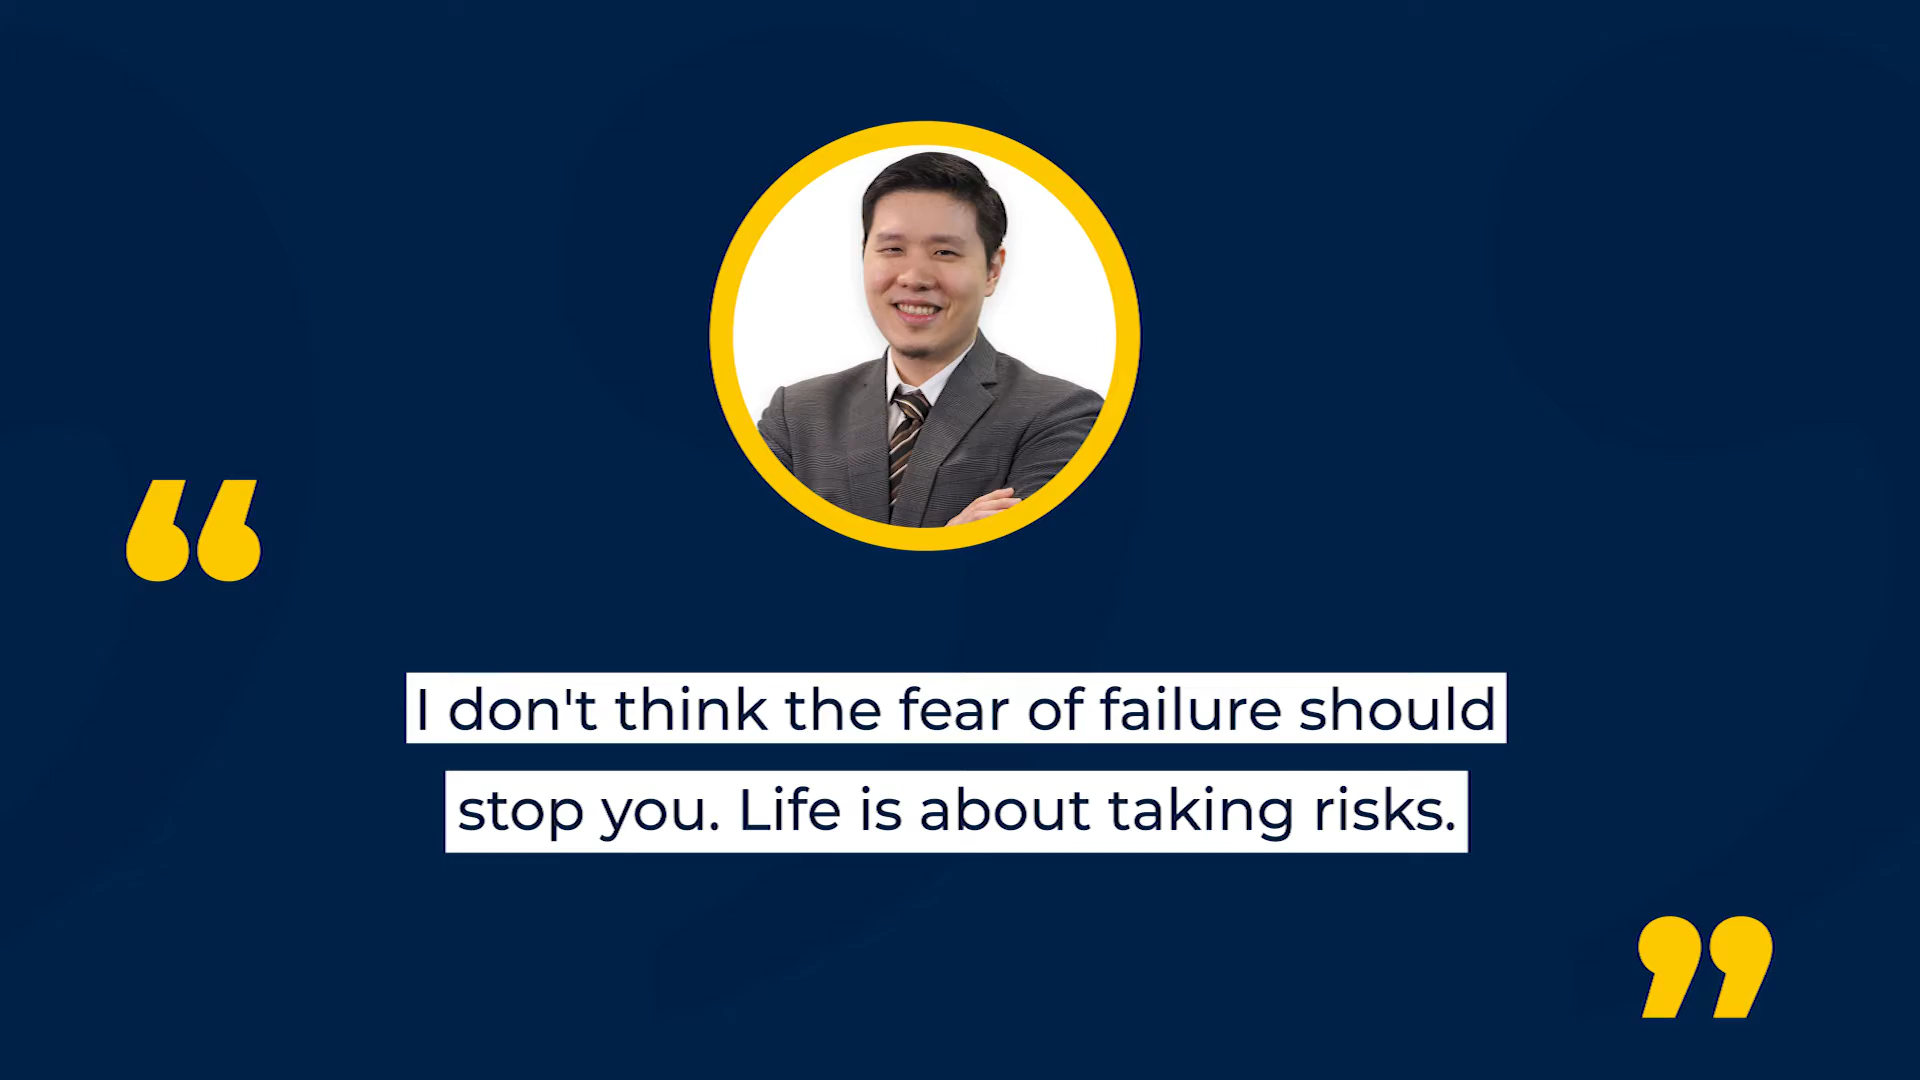 “
I don't think the fear of failure should
stop you. Life is about taking risks.
”